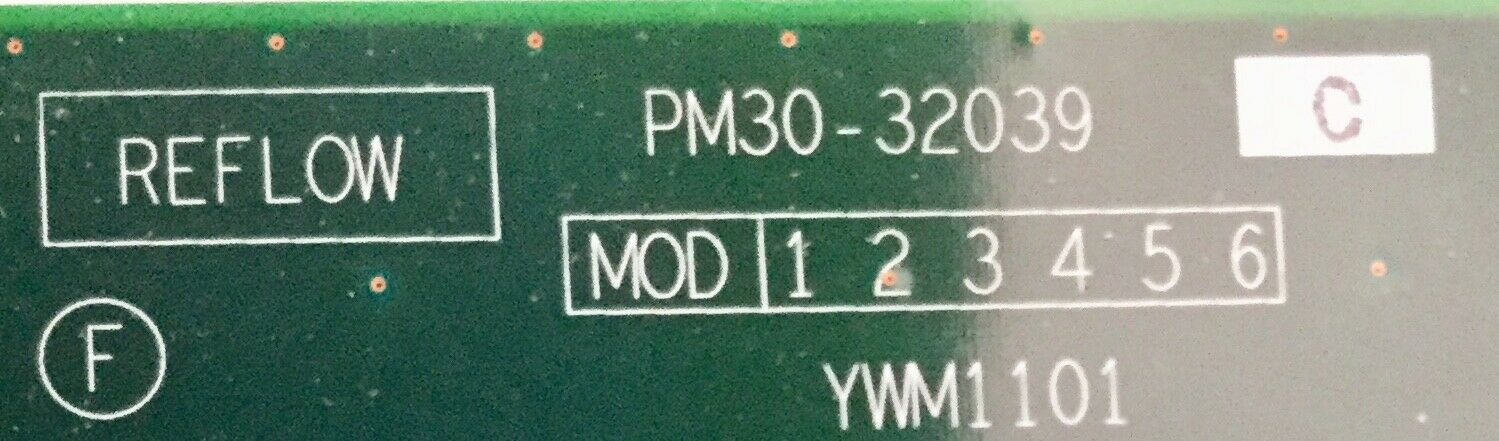 REFLOW
PM30-32039 C
MOD 1 2 3 4 5 6
F
YWM1101